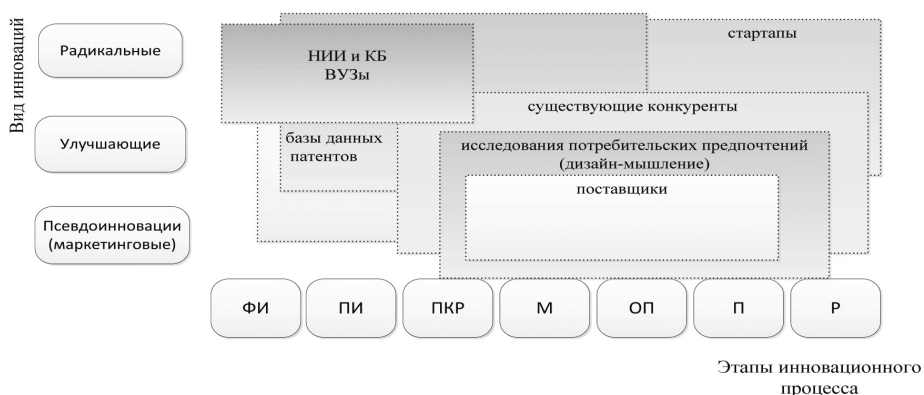 Вид инноваций
Радикальные
Улучшающие
Псевдоинновации
(маркетинговые)
НИИ и КБ
ВУЗы
стартапы
существующие конкуренты
базы данных
патентов
исследования потребительских предпочтений
(дизайн-мышление)
поставщики
ФИ
ПИ
ПКР
М
ОП
П
Р
Этапы инновационного
процесса